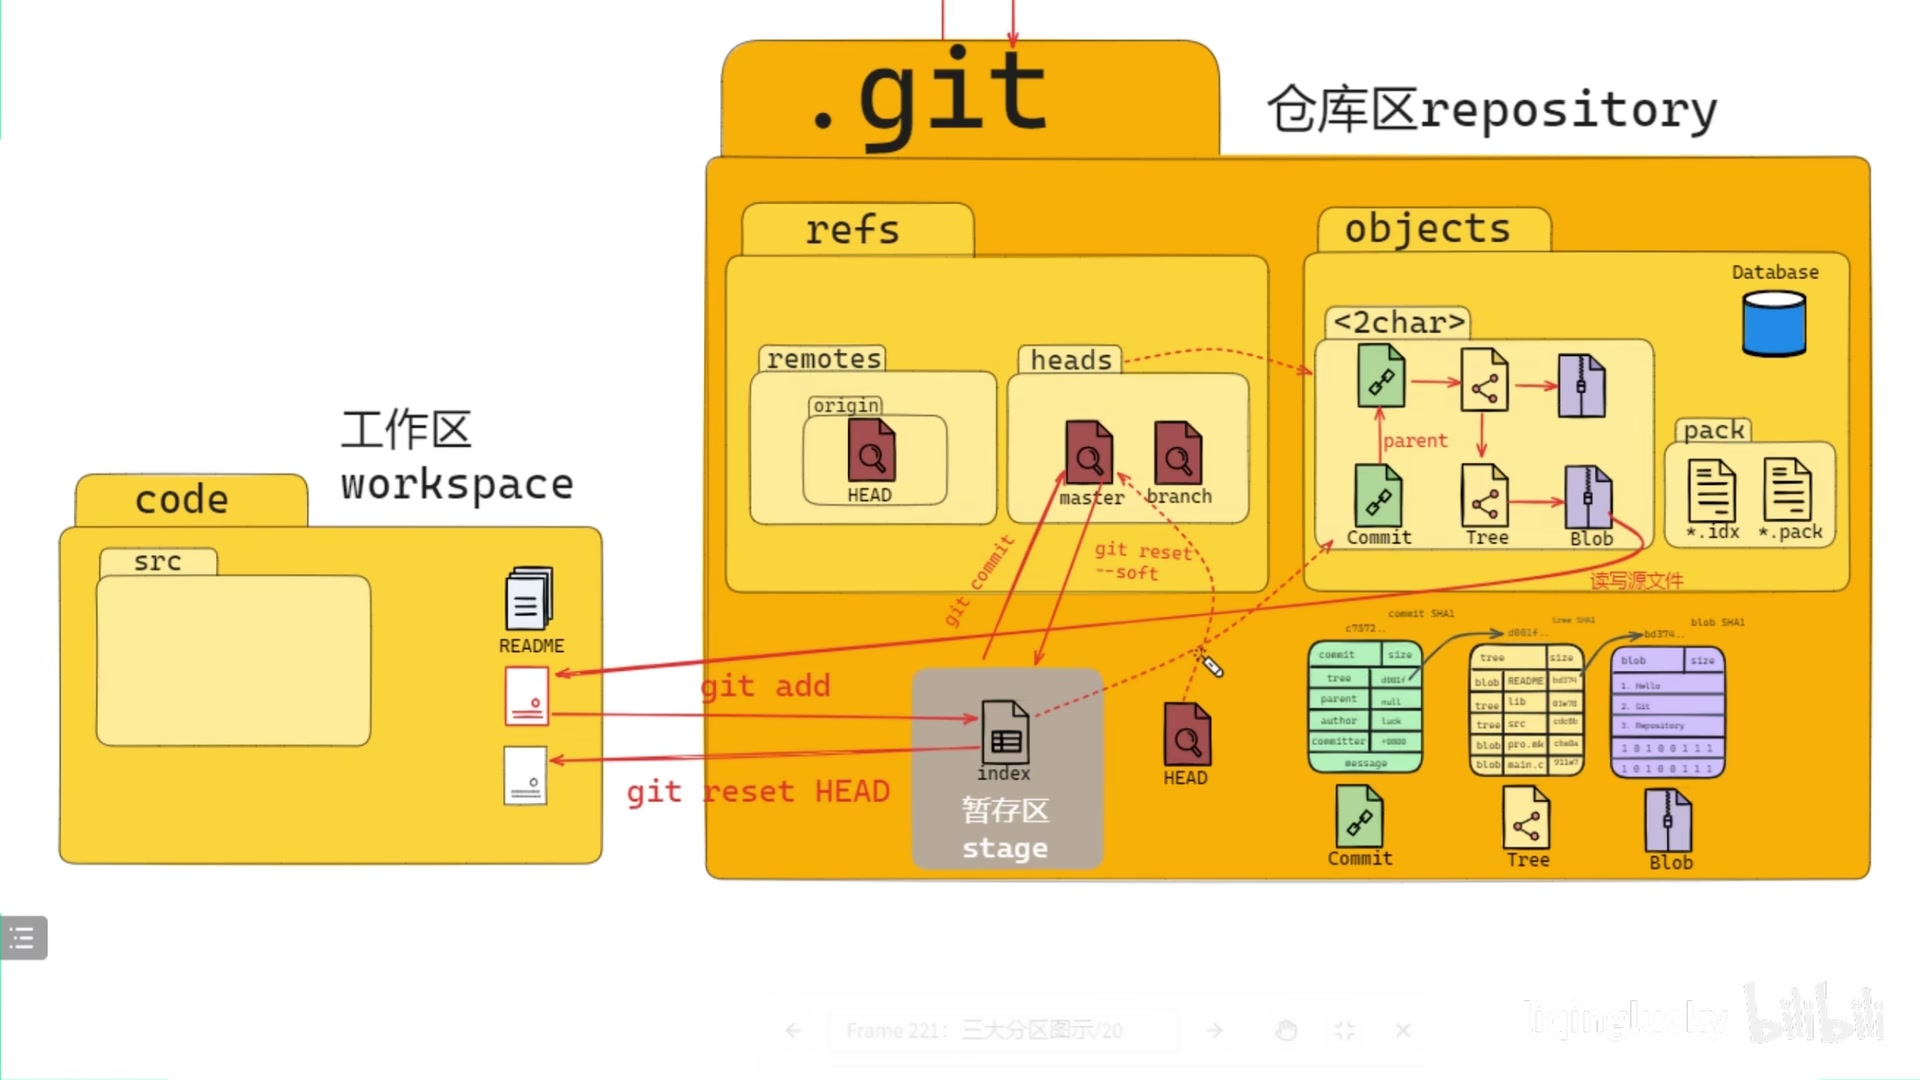 .git
仓库区repository
refs
objects
Database
<2char>
remotes
heads
origin
HEAD
master
branch
parent
Commit
Tree
Blob
pack
*.idx
*.pack
工作区
workspace
code
src
README
git commit
git reset
--soft
读写源文件
git add
git reset HEAD
index
暂存区
stage
HEAD
commit SHA1
c7572..
commit size
tree d001f
parent null
author luck
committer +0800
message
Commit
tree SHA1
d001f..
tree size
blob README bd374
tree lib
tree src
blob pro.mk
blob main.c 911e7
Tree
blob SHA1
bd374..
blob size
1. Hello
2. Git
3. Repository
1 0 1 0 0 1 1 1
1 0 1 0 0 1 1 1
Blob
Frame 221：三大分区图示/20
liqinglucky bilibili